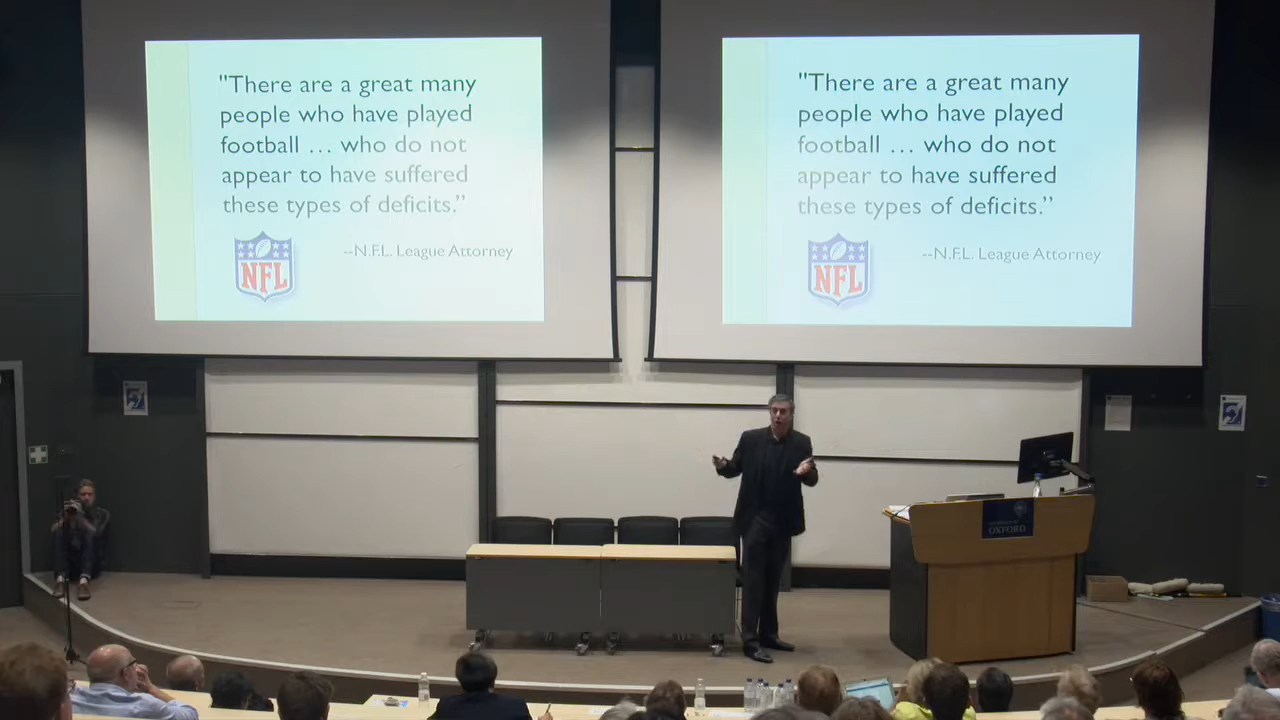 "There are a great many
people who have played
football ... who do not
appear to have suffered
these types of deficits.”
--N.F.L. League Attorney
NFL
"There are a great many
people who have played
football ... who do not
appear to have suffered
these types of deficits.”
--N.F.L. League Attorney
NFL
UNIVERSITY OF
OXFORD